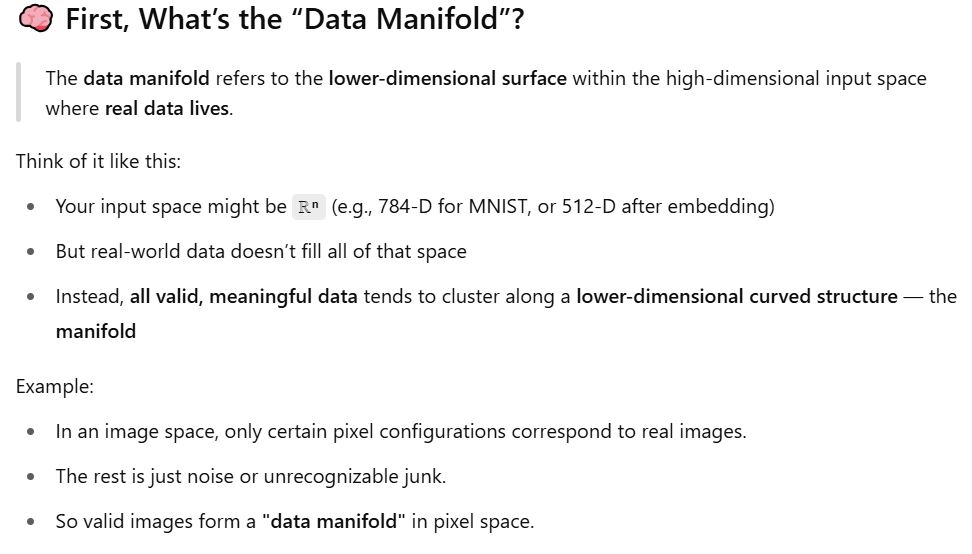 🧠 First, What’s the “Data Manifold”?
The data manifold refers to the lower-dimensional surface within the high-dimensional input space
where real data lives.
Think of it like this:
• Your input space might be ℝⁿ (e.g., 784-D for MNIST, or 512-D after embedding)
• But real-world data doesn’t fill all of that space
• Instead, all valid, meaningful data tends to cluster along a lower-dimensional curved structure — the
manifold
Example:
• In an image space, only certain pixel configurations correspond to real images.
• The rest is just noise or unrecognizable junk.
• So valid images form a "data manifold" in pixel space.